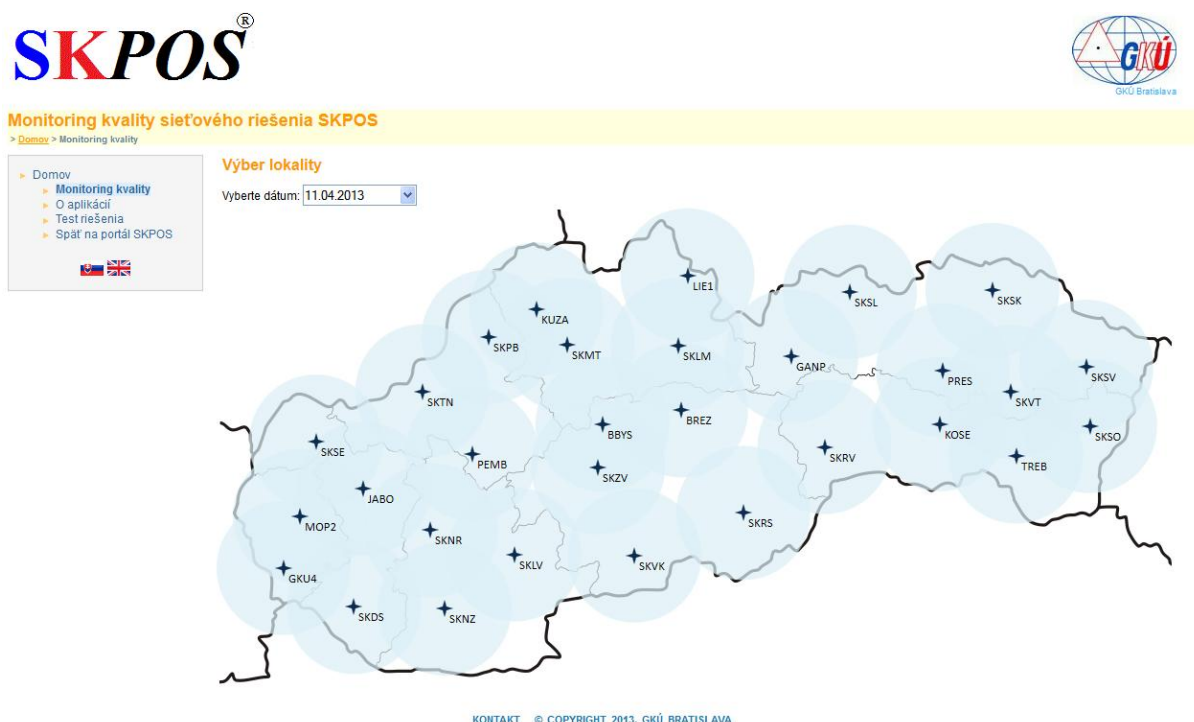 SKPOS®
GKÚ
GKÚ Bratislava
Monitoring kvality sieťového riešenia SKPOS
> Domov > Monitoring kvality
Domov
Monitoring kvality
O aplikácií
Test riešenia
Späť na portál SKPOS
Výber lokality
Vyberte dátum: 11.04.2013
LIE1
SKSL
SKSK
KUZA
SKPB
SKMT
SKLM
GANP
PRES
SKSV
SKTN
SKVT
BREZ
BBYS
KOSE
SKSO
SKSE
SKRV
PEMB
TREB
SKZV
JABO
MOP2
SKRS
SKNR
SKLV
SKVK
GKU4
SKDS
SKNZ
KONTAKT © COPYRIGHT 2013, GKÚ BRATISLAVA